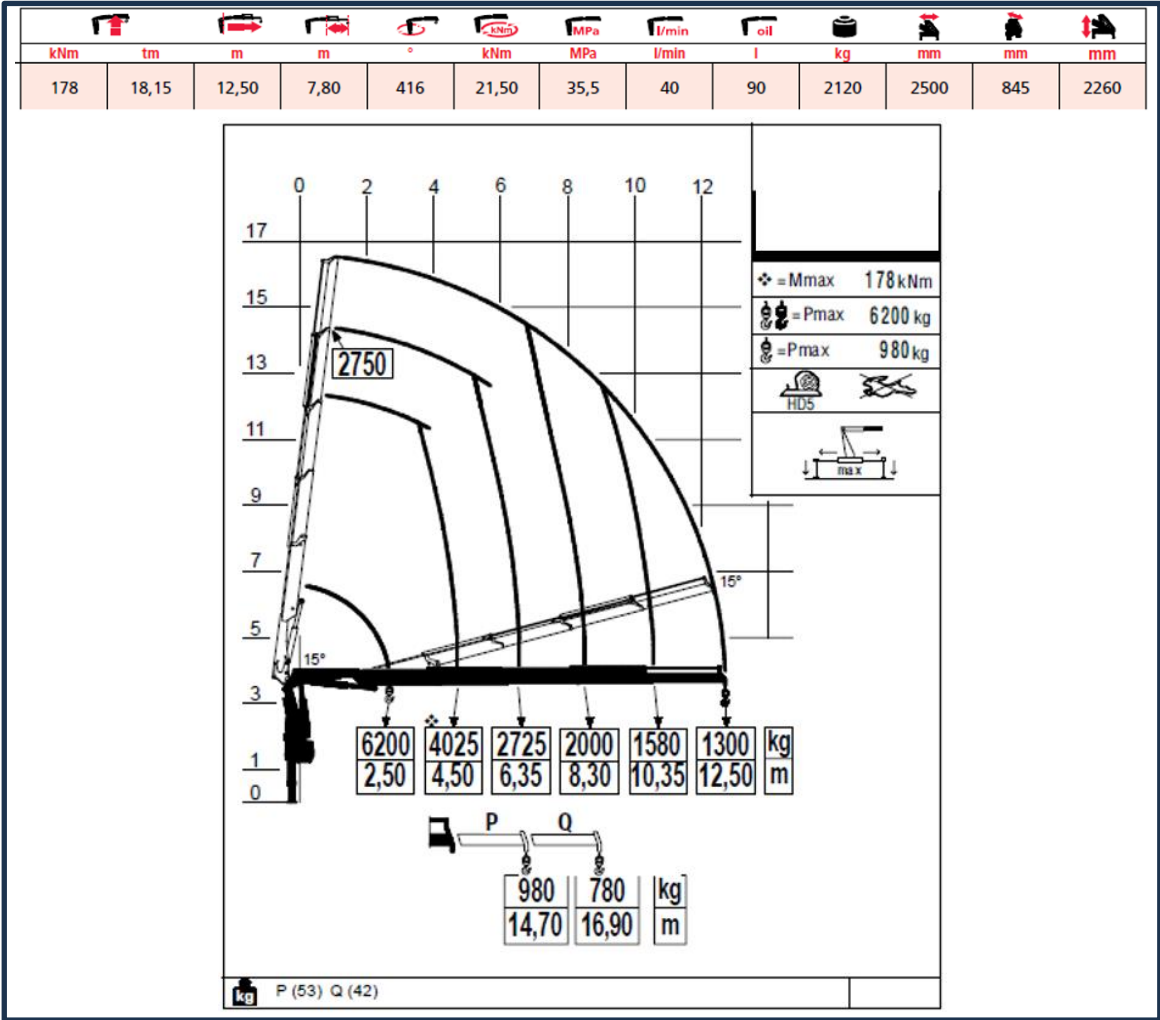 kNm MPa l/min oil
kNm tm m m ° kNm MPa l/min l kg mm mm mm
178 18,15 12,50 7,80 416 21,50 35,5 40 90 2120 2500 845 2260
0 2 4 6 8 10 12
17
❖ = Mmax 178 kNm
15
= Pmax 6200 kg
13
2750
=Pmax 980 kg
HD5
11
max
9
7
15°
5
15°
3
❖
6200 4025 2725 2000 1580 1300 kg
2,50 4,50 6,35 8,30 10,35 12,50 m
1
0
P Q
980 780 kg
14,70 16,90 m
kg P (53) Q (42)